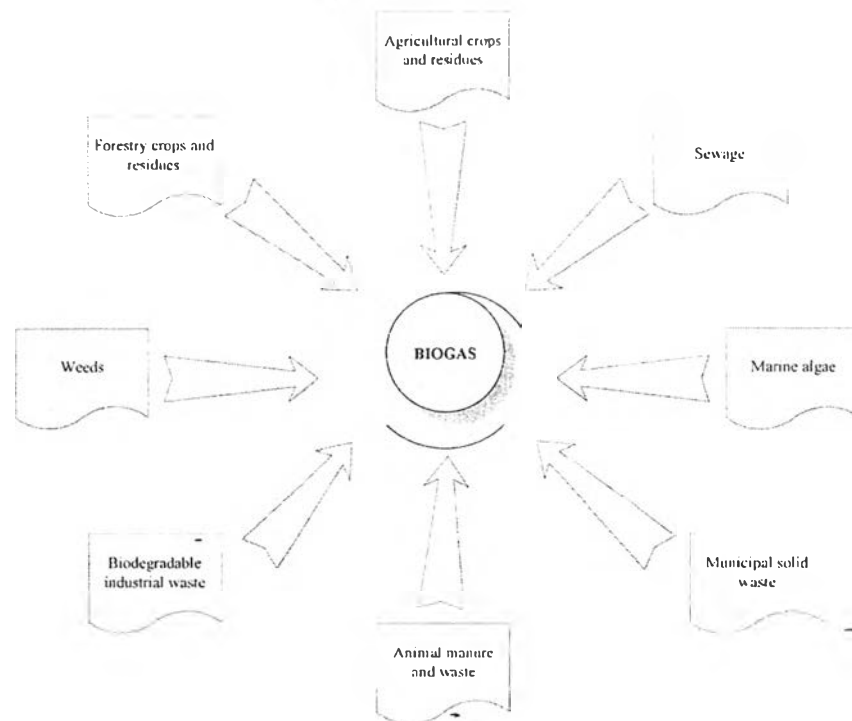 Agricultural crops
and residues
Forestry crops and
residues
Sewage
BIOGAS
Weeds
Marine algae
Biodegradable
industrial waste
Municipal solid
waste
Animal manure
and waste